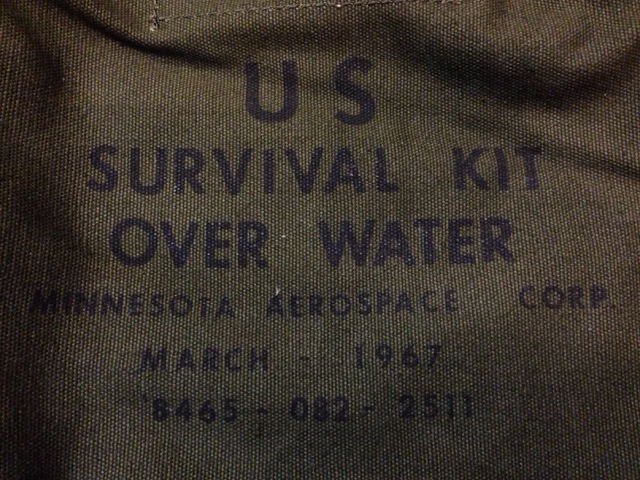 US
SURVIVAL KIT
OVER WATER
MINNESOTA AEROSPACE CORP.
MARCH - 1967
8465-082-2511